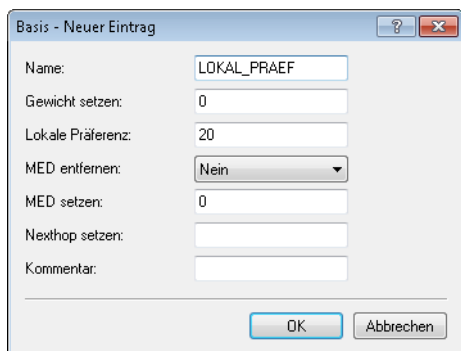 Basis - Neuer Eintrag
Name: LOKAL_PRAEF
Gewicht setzen: 0
Lokale Präferenz: 20
MED entfernen: Nein
MED setzen: 0
Nexthop setzen:
Kommentar:
OK Abbrechen